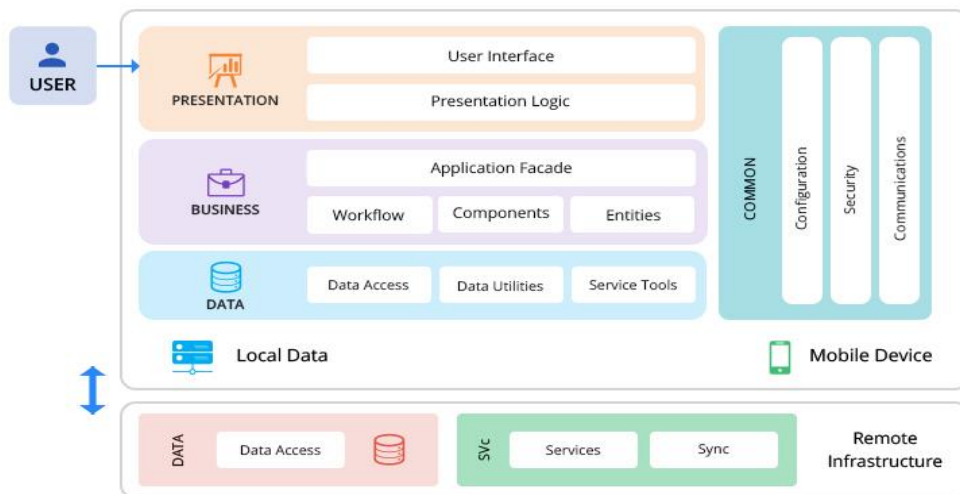 USER
PRESENTATION
User Interface
Presentation Logic
BUSINESS
Application Facade
Workflow
Components
Entities
DATA
Data Access
Data Utilities
Service Tools
COMMON
Configuration
Security
Communications
Local Data
Mobile Device
DATA
Data Access
SVc
Services
Sync
Remote
Infrastructure